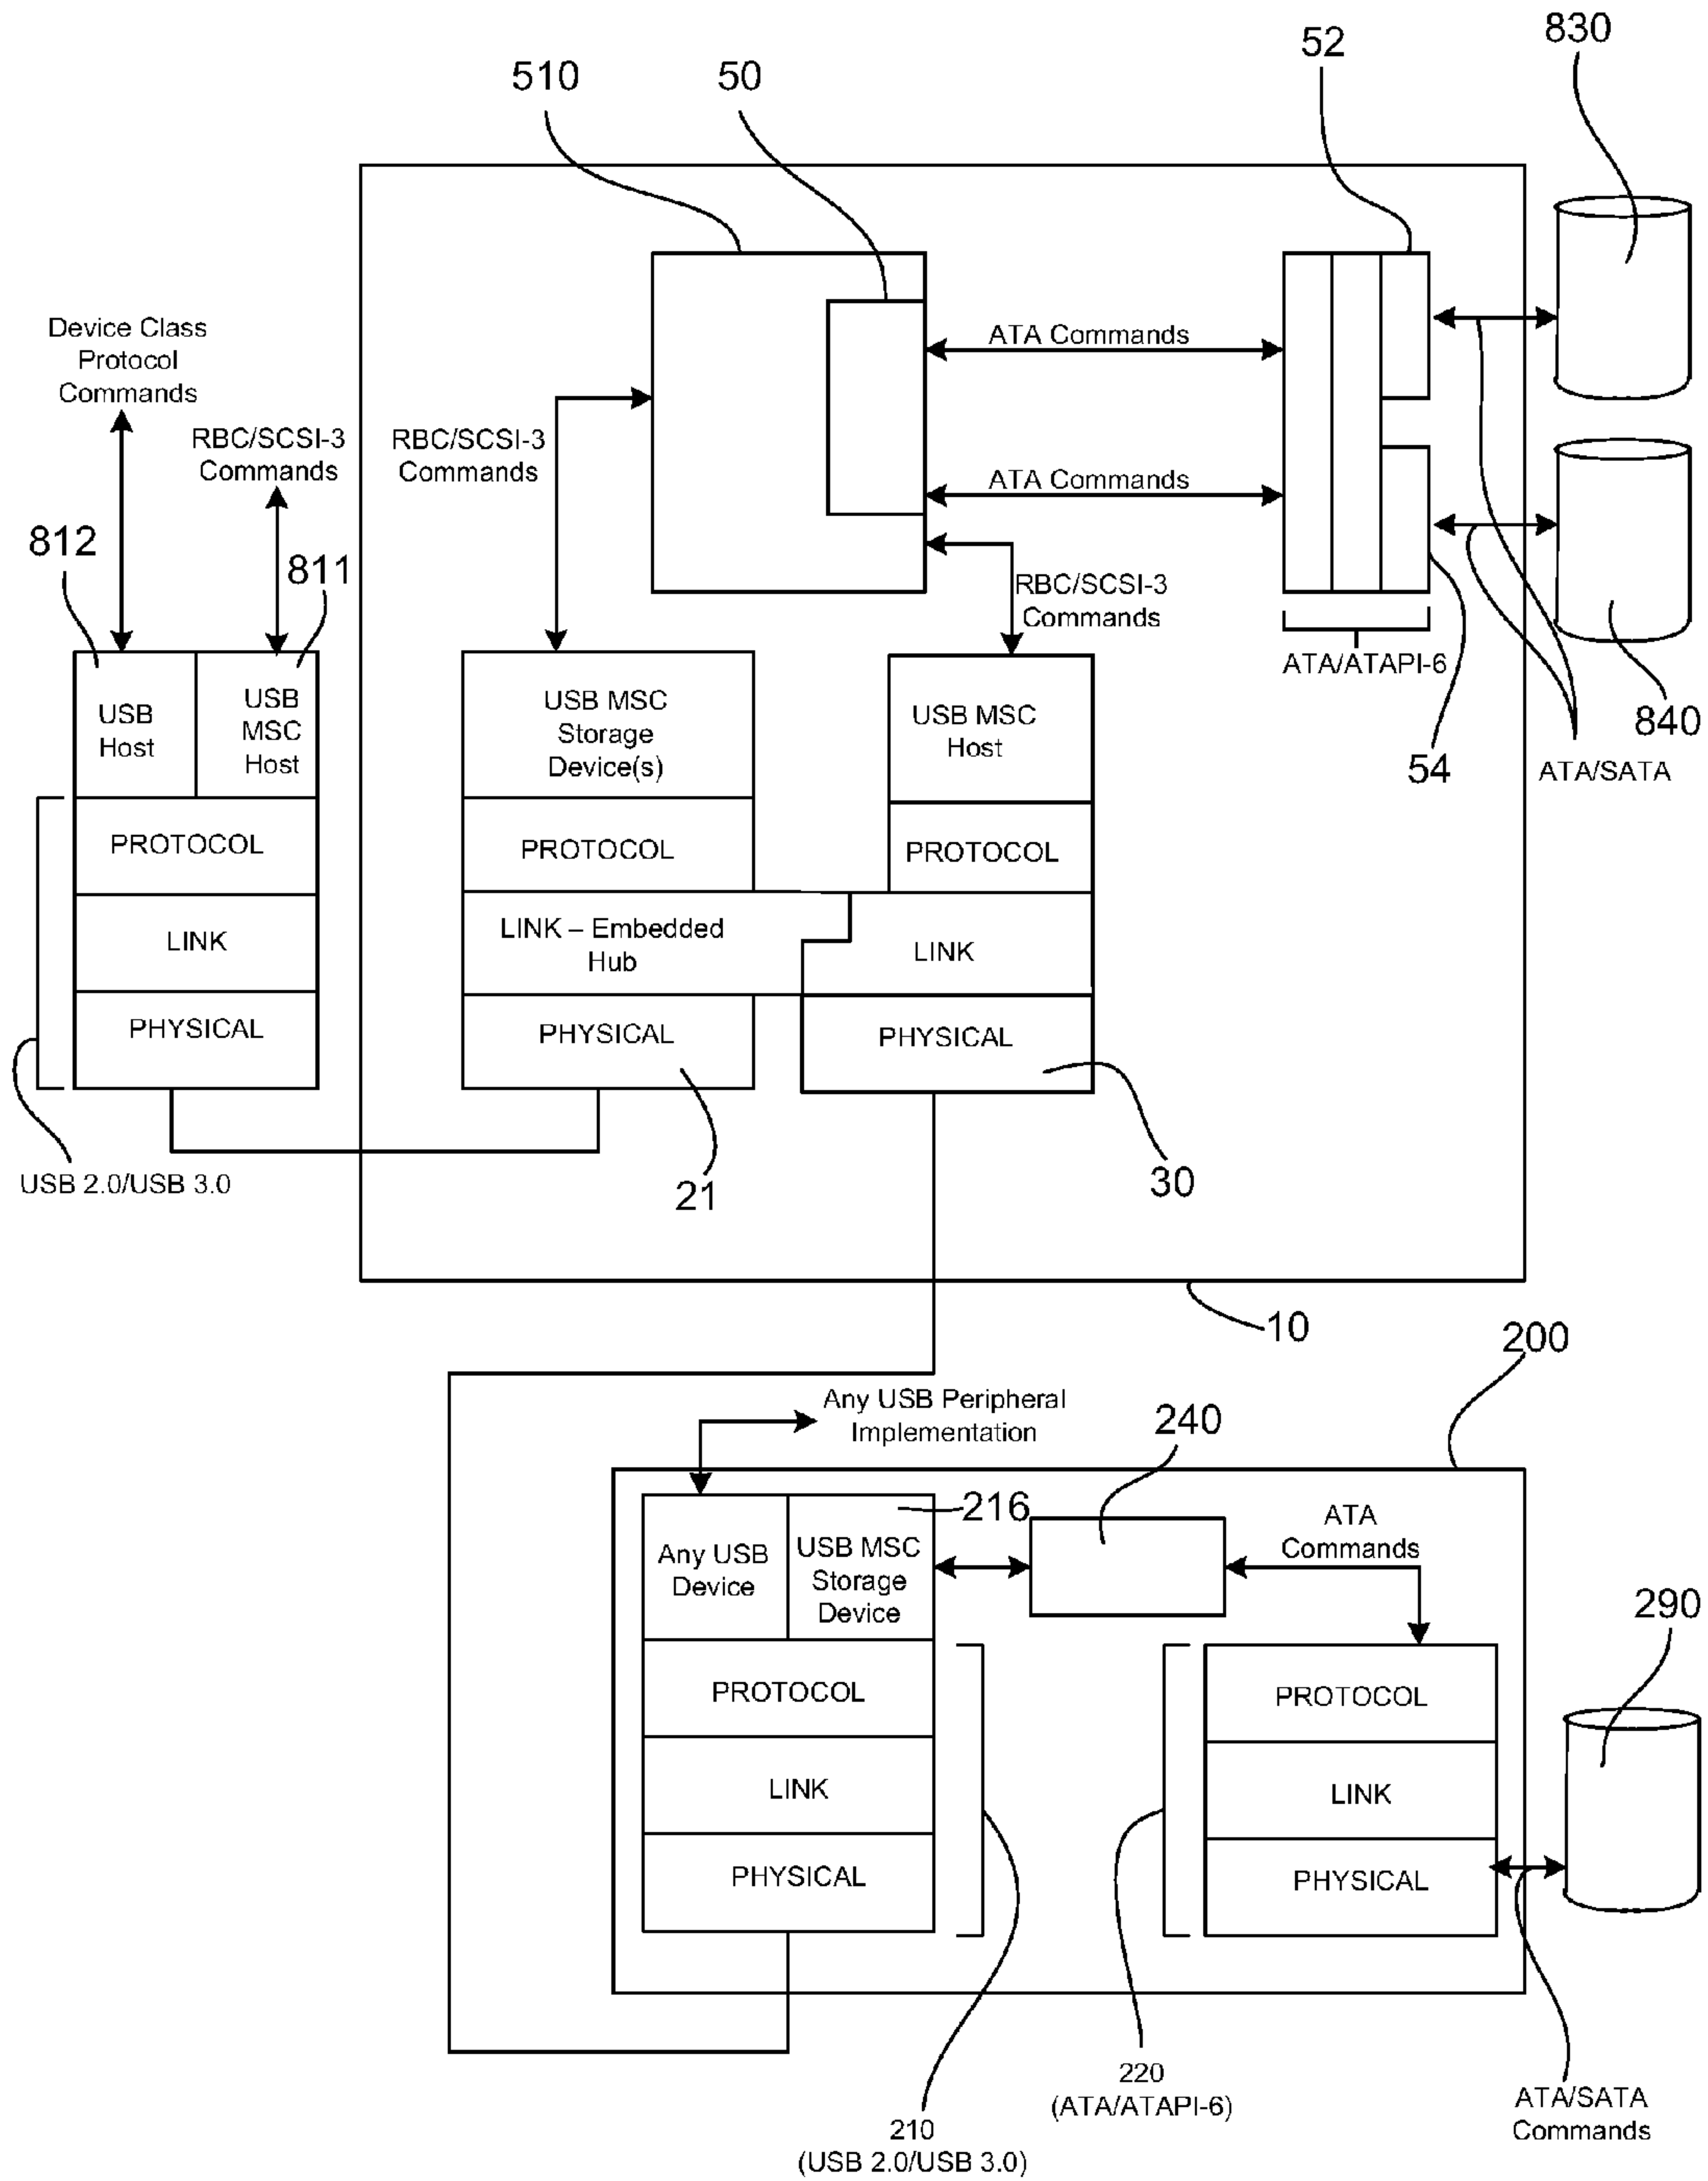 830
52
510
50
Device Class
Protocol
Commands
ATA Commands
RBC/SCSI-3
Commands
RBC/SCSI-3
Commands
ATA Commands
812
811
RBC/SCSI-3
Commands
ATA/ATAPI-6
840
54
ATA/SATA
USB
Host
USB
MSC
Host
USB MSC
Storage
Device(s)
USB MSC
Host
PROTOCOL
PROTOCOL
PROTOCOL
LINK
LINK – Embedded
Hub
LINK
PHYSICAL
PHYSICAL
PHYSICAL
USB 2.0/USB 3.0
21
30
10
200
Any USB Peripheral
Implementation
240
216
ATA
Commands
Any USB
Device
USB MSC
Storage
Device
290
PROTOCOL
PROTOCOL
LINK
LINK
PHYSICAL
PHYSICAL
220
(ATA/ATAPI-6)
210
(USB 2.0/USB 3.0)
ATA/SATA
Commands